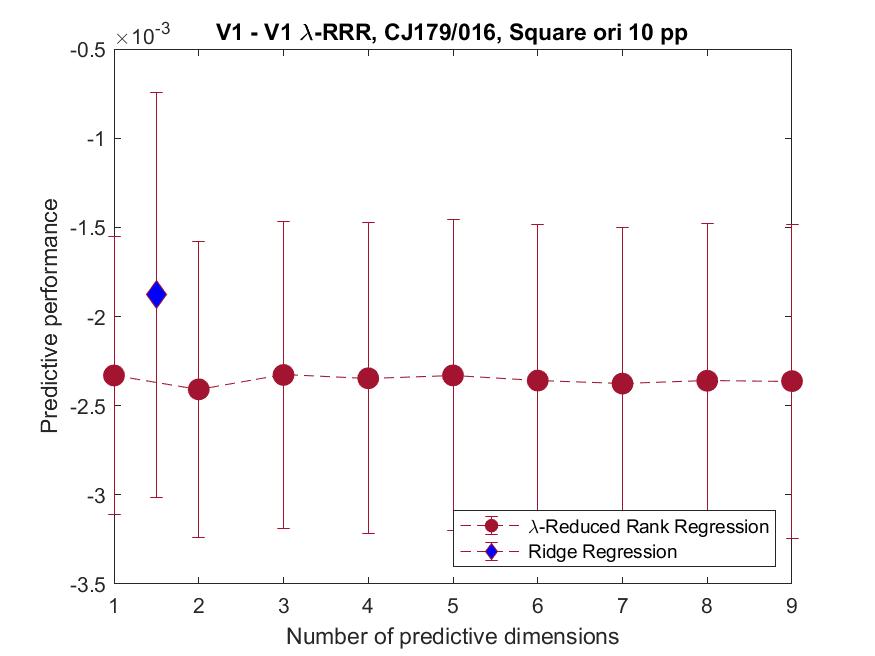 ×10-3
V1 - V1 λ-RRR, CJ179/016, Square ori 10 pp
-0.5
-1
-1.5
-2
-2.5
-3
-3.5
Predictive performance
1 2 3 4 5 6 7 8 9
Number of predictive dimensions
λ-Reduced Rank Regression
Ridge Regression